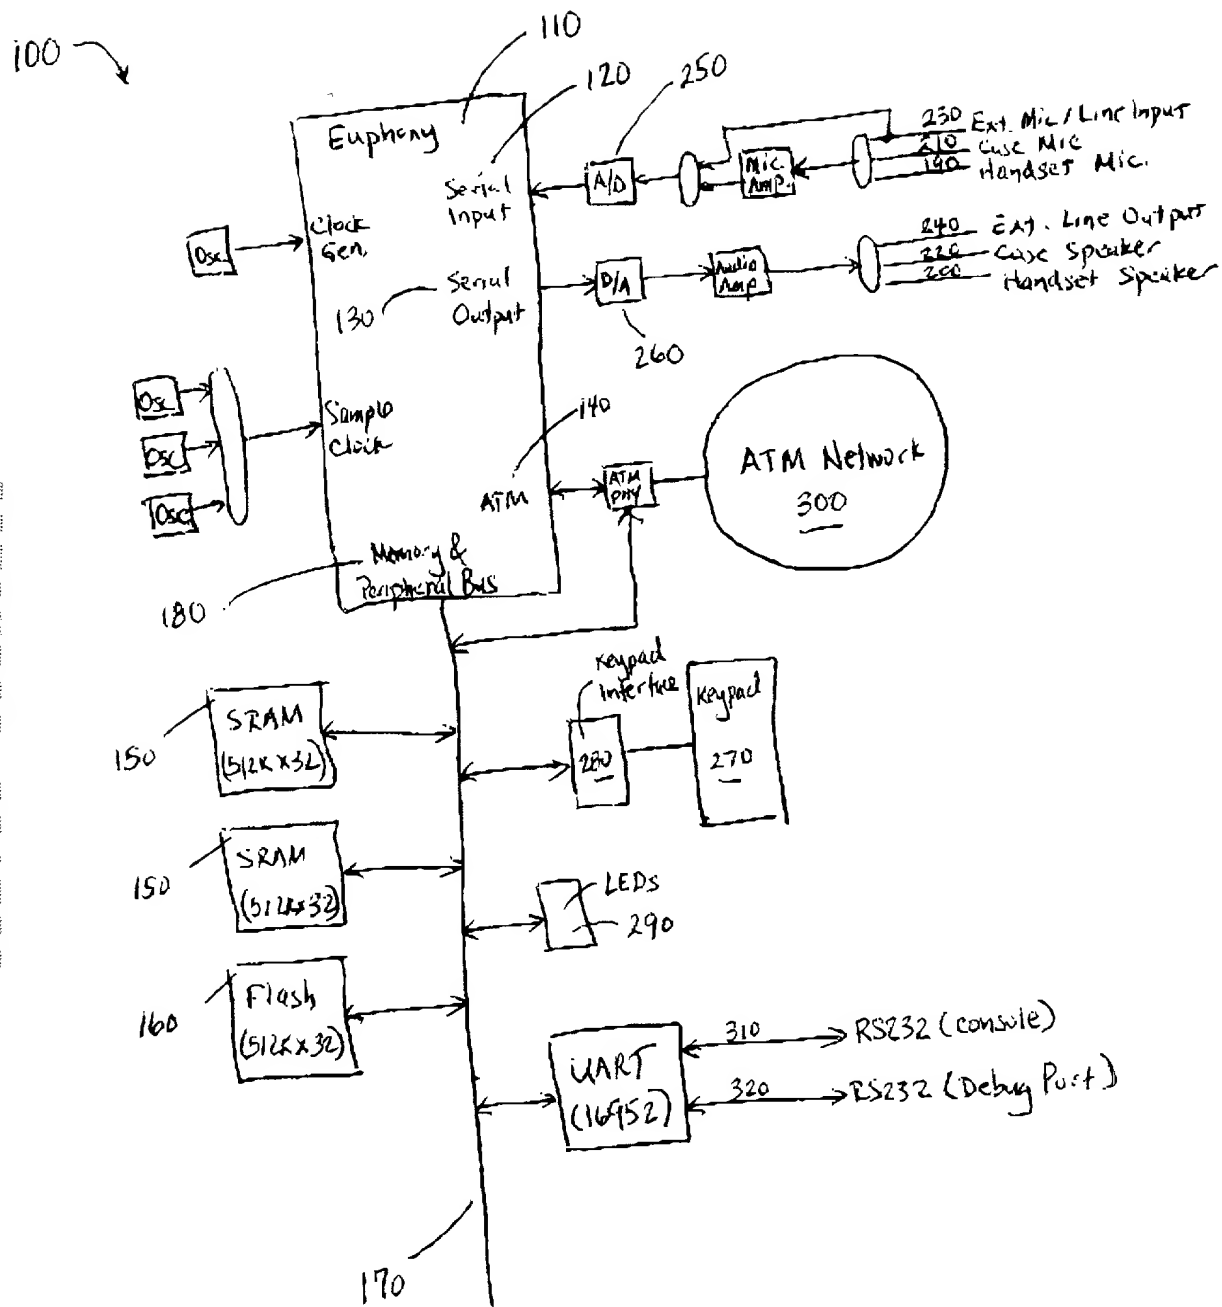 100
110
120
250
Euphony
Serial
Input
A/D
Mic.
Amp.
230 Ext. Mic/Line Input
210 Case Mic
190 Handset Mic.
Osc.
Clock
Gen.
130
Serial
Output
D/A
260
Audio
Amp
240 Ext. Line Output
220 Case Speaker
200 Handset Speaker
Osc
Osc
Osc
Sample
Clock
140
ATM
ATM
PHY
ATM Network
300
180
Memory &
Peripheral Bus
150
SRAM
(512K x 32)
Keypad
Interface
280
Keypad
270
150
SRAM
(512K x 32)
LEDs
290
160
Flash
(512K x 32)
UART
(16952)
310
RS232 (Console)
320
RS232 (Debug Port)
170